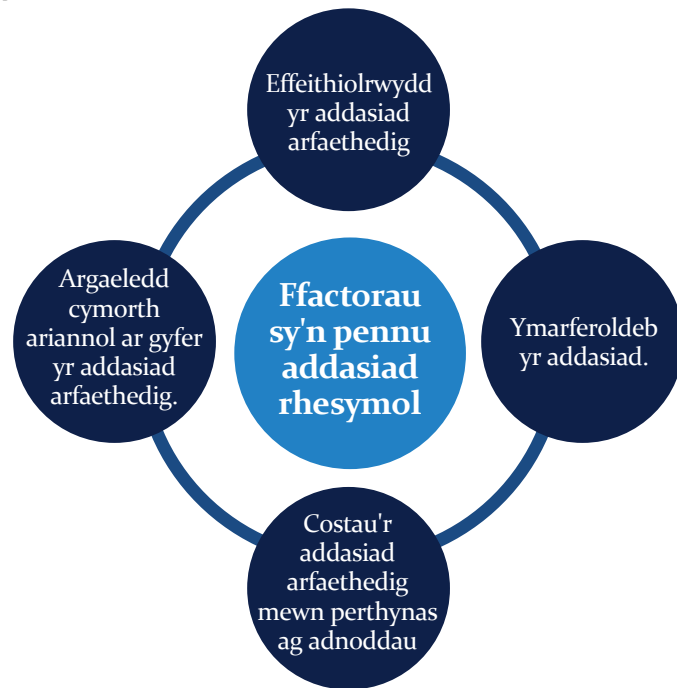 Effeithiolrwydd
yr addasiad
arfaethedig
Argaeledd
cymorth
ariannol ar gyfer
yr addasiad
arfaethedig.
Ffactorau
sy'n pennu
addasiad
rhesymol
Ymarferoldeb
yr addasiad.
Costau'r
addasiad
arfaethedig
mewn perthynas
ag adnoddau